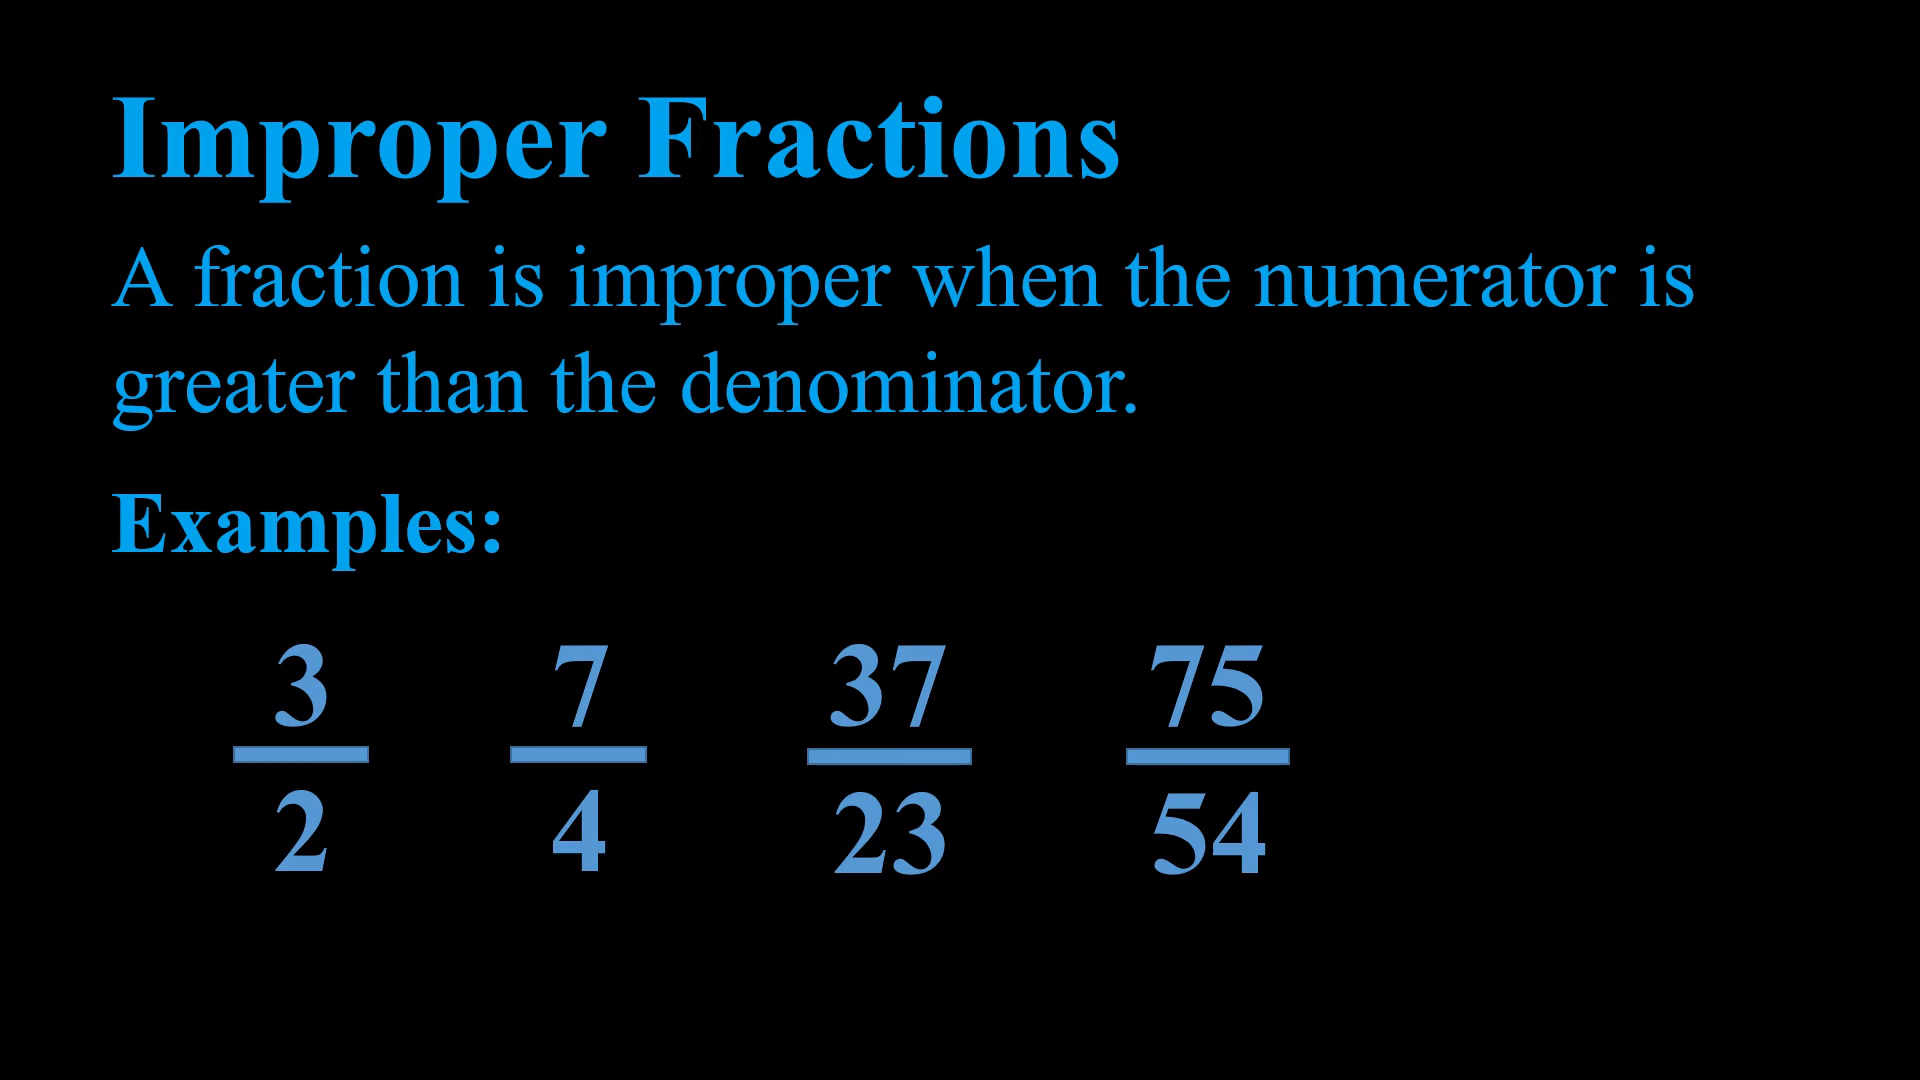 Improper Fractions
A fraction is improper when the numerator is
greater than the denominator.
Examples:
3 7 37 75
2 4 23 54